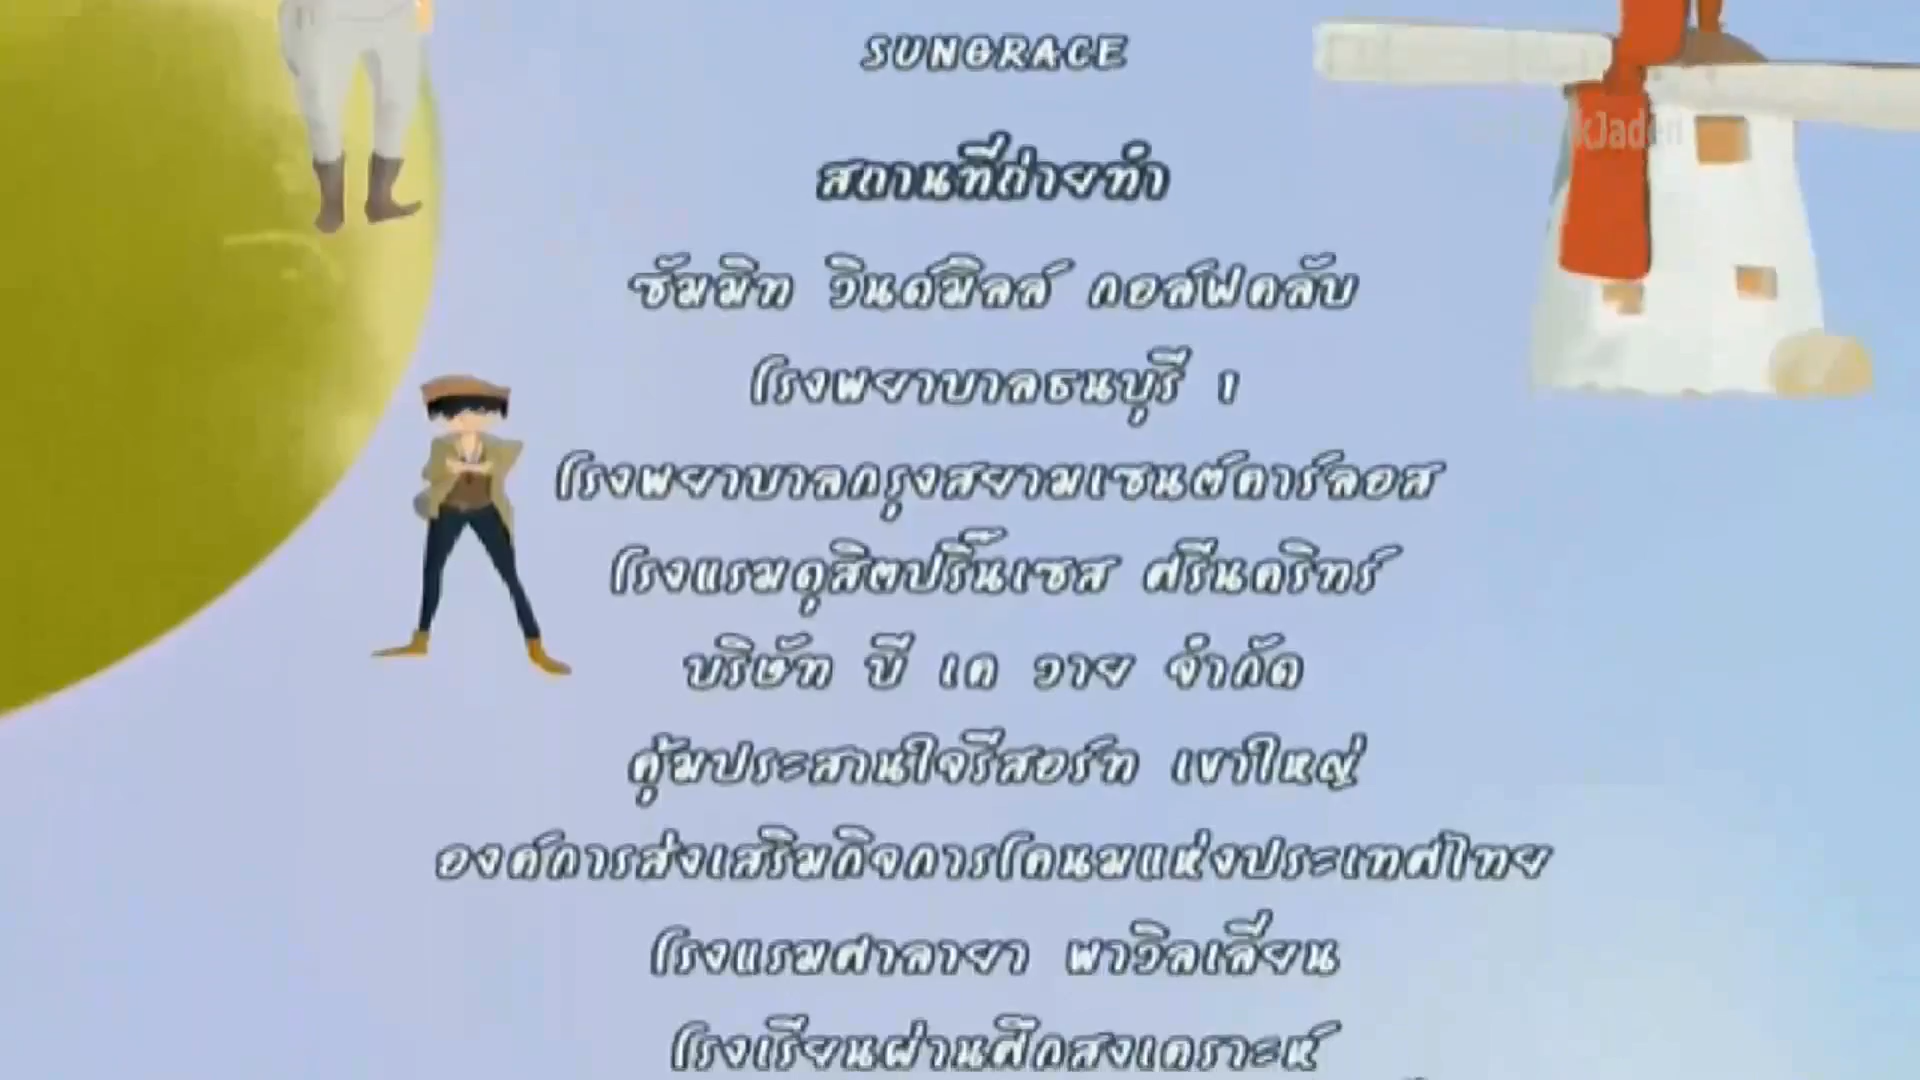 SUNGRACE
สถานที่ถ่ายทำ
ซัมมิท วินด์มิลล์ กอล์ฟคลับ
โรงพยาบาลธนบุรี 1
โรงพยาบาลกรุงสยามเซนต์คาร์ลอส
โรงแรมดุสิตปริ๊นเซส ศรีนครินทร์
บริษัท บี เค วาย จำกัด
คุ้มประสานใจรีสอร์ท เขาใหญ่
องค์การส่งเสริมกิจการโคนมแห่งประเทศไทย
โรงแรมศาลายา พาวิลเลี่ยน
โรงเรียนผ่านศึกสงเคราะห์